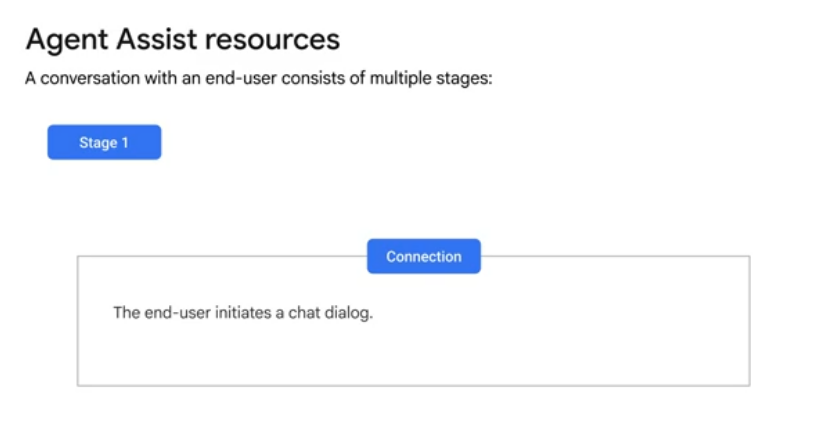 Agent Assist resources
A conversation with an end-user consists of multiple stages:
Stage 1
Connection
The end-user initiates a chat dialog.